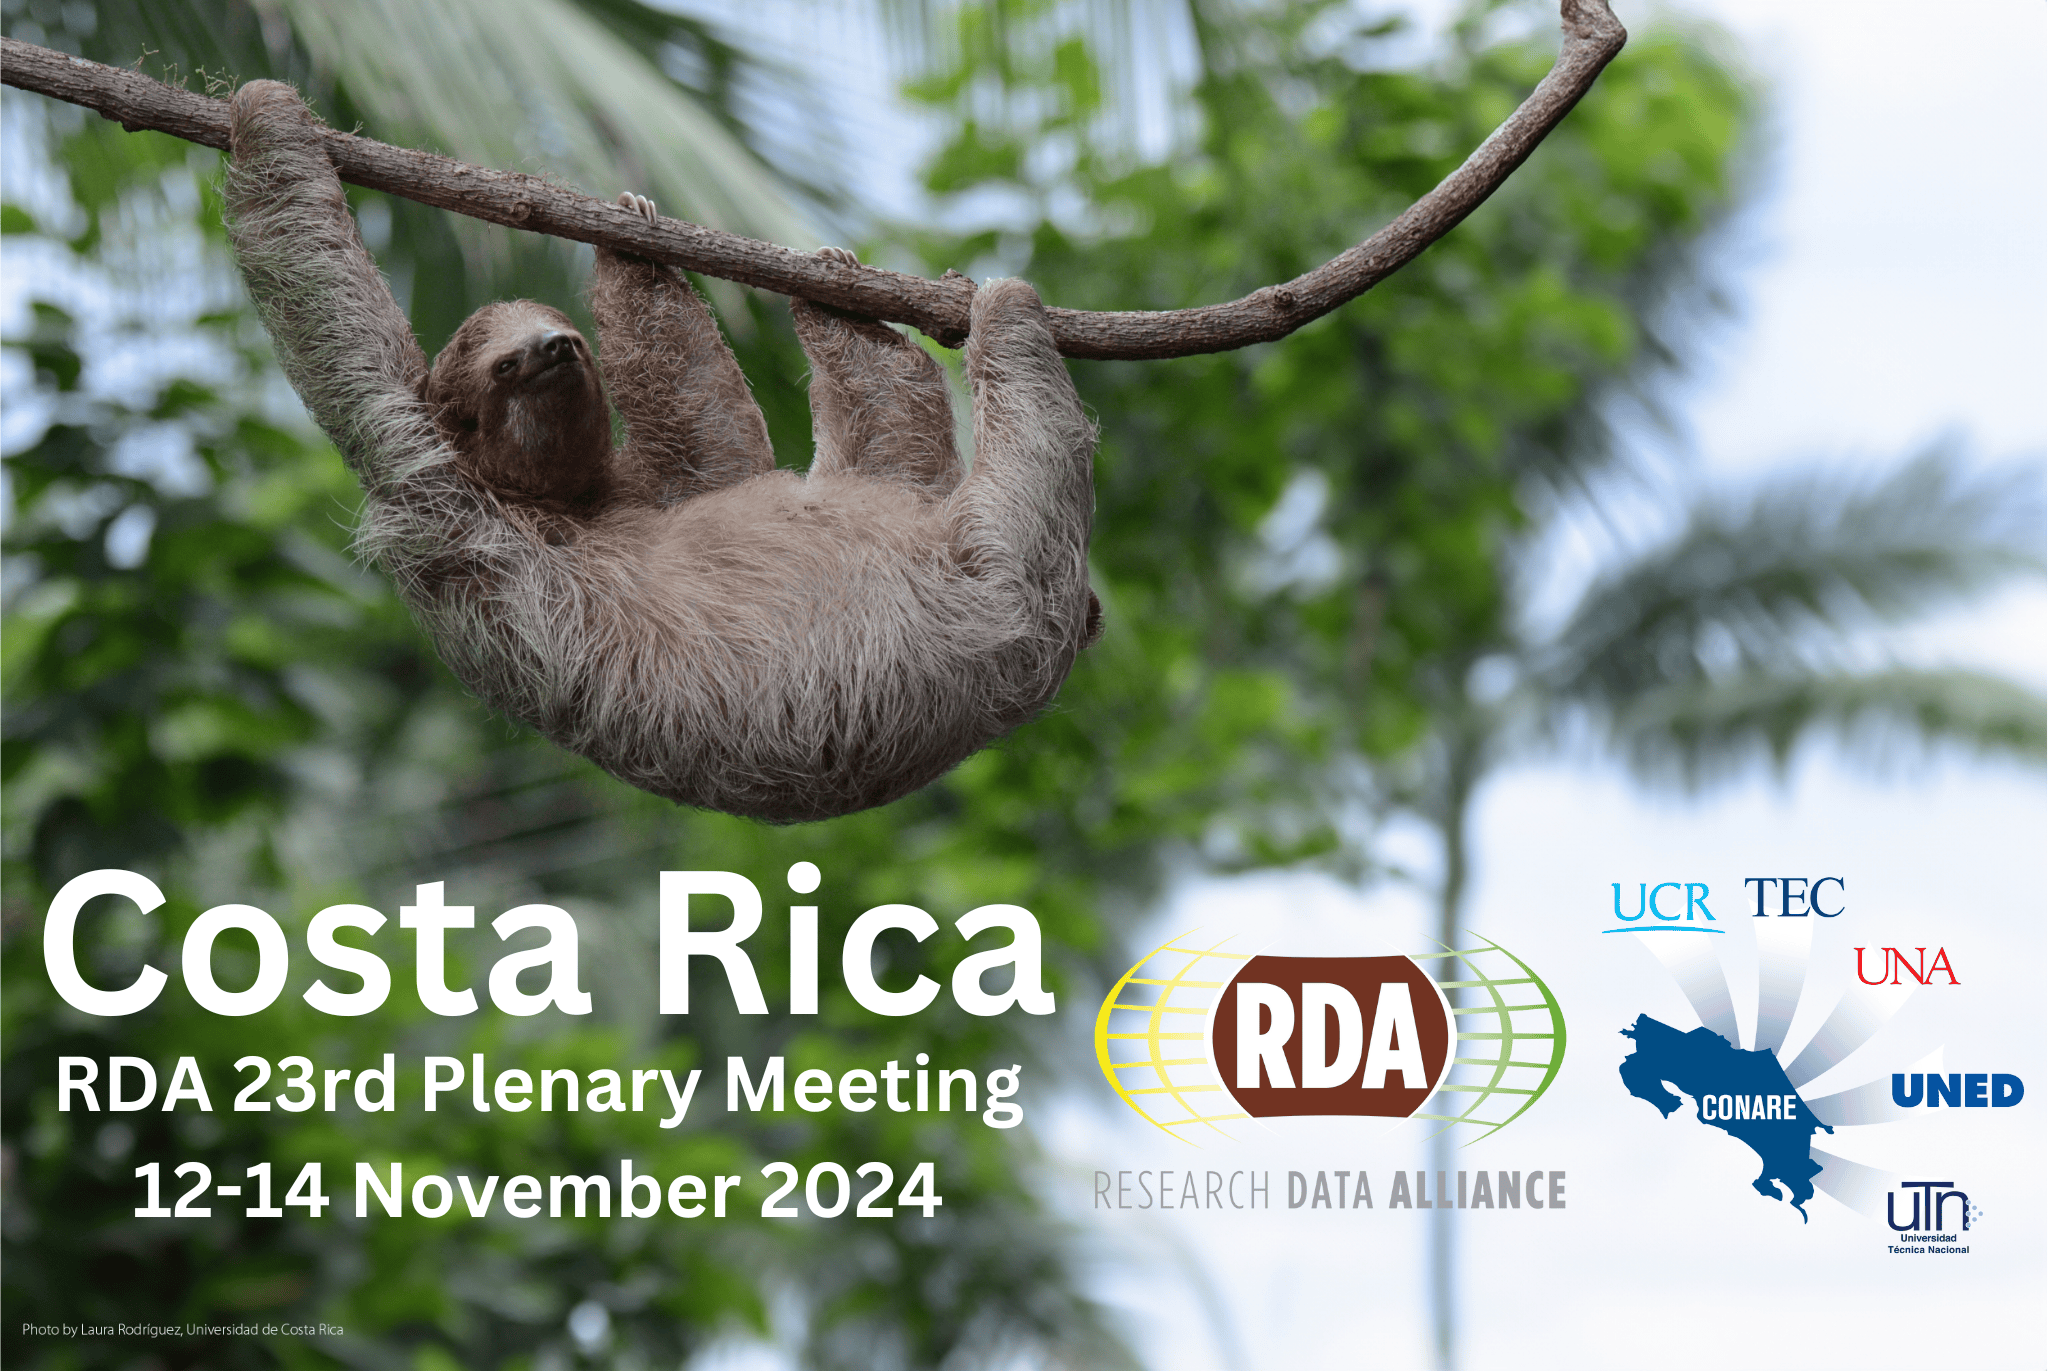 Costa Rica
RDA 23rd Plenary Meeting
12-14 November 2024
RDA
RESEARCH DATA ALLIANCE
UCR
TEC
UNA
CONARE
UNED
UTn
Universidad
Técnica Nacional
Photo by Laura Rodríguez, Universidad de Costa Rica